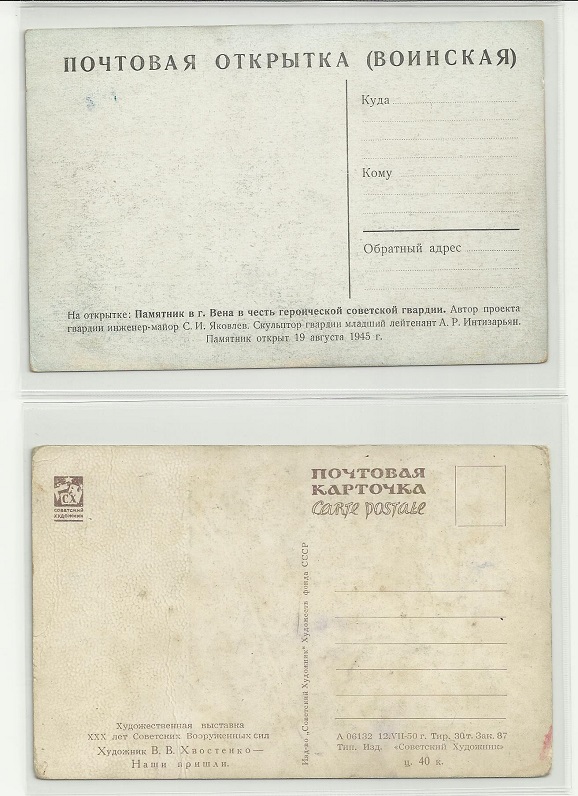 ПОЧТОВАЯ ОТКРЫТКА (ВОИНСКАЯ)
Куда
Кому
Обратный адрес
На открытке: Памятник в г. Вена в честь героической советской гвардии. Автор проекта
гвардии инженер-майор С. И. Яковлев. Скульптор гвардии младший лейтенант А. Р. Интизарьян.
Памятник открыт 19 августа 1945 г.
СХ
СОВЕТСКИЙ
ХУДОЖНИК
ПОЧТОВАЯ
КАРТОЧКА
CARTE POSTALE
Изд-во „Советский Художник" Художеств фонда СССР
Художественная выставка
XXX лет Советских Вооруженных сил
Художник В. В. Хвостенко—
Наши пришли.
А 06132 12.VII-50 г. Тир. 30т. Зак. 87
Тип. Изд. «Советский Художник»
ц. 40 к.